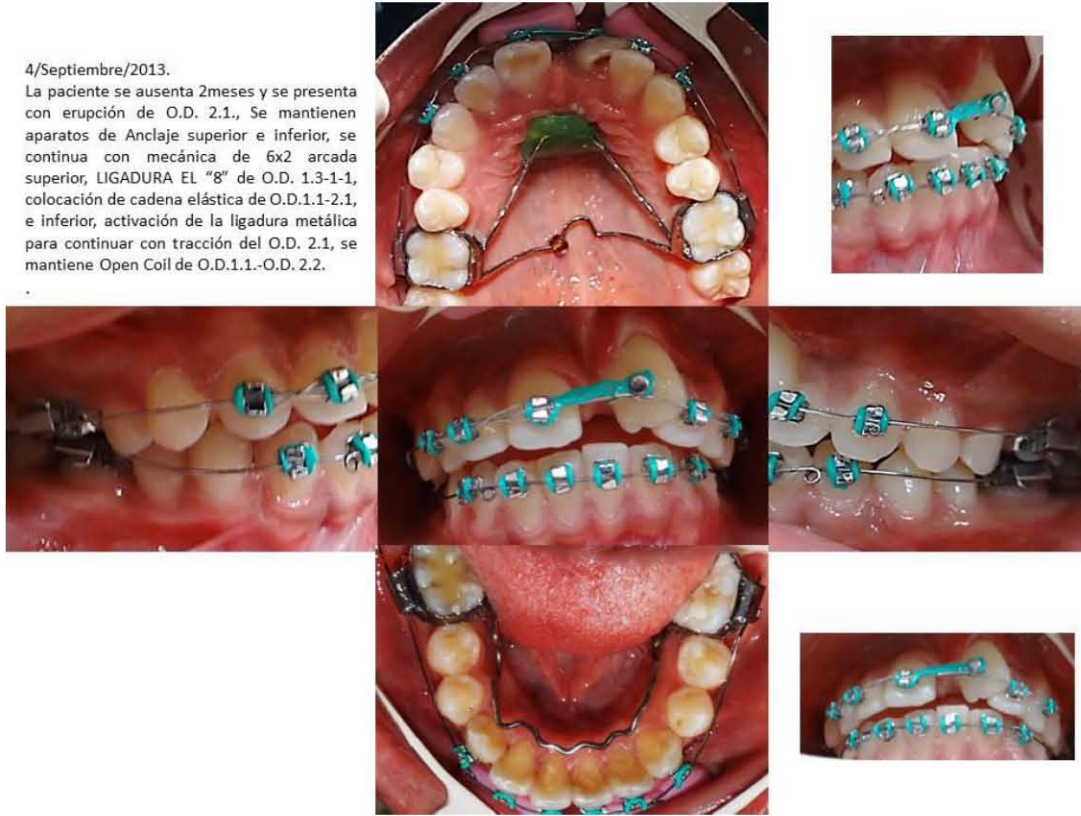 4/Septiembre/2013.
La paciente se ausenta 2meses y se presenta
con erupción de O.D. 2.1., Se mantienen
aparatos de Anclaje superior e inferior, se
continua con mecánica de 6x2 arcada
superior, LIGADURA EL “8” de O.D. 1.3-1-1,
colocación de cadena elástica de O.D.1.1-2.1,
e inferior, activación de la ligadura metálica
para continuar con tracción del O.D. 2.1, se
mantiene Open Coil de O.D.1.1.-O.D. 2.2.
.